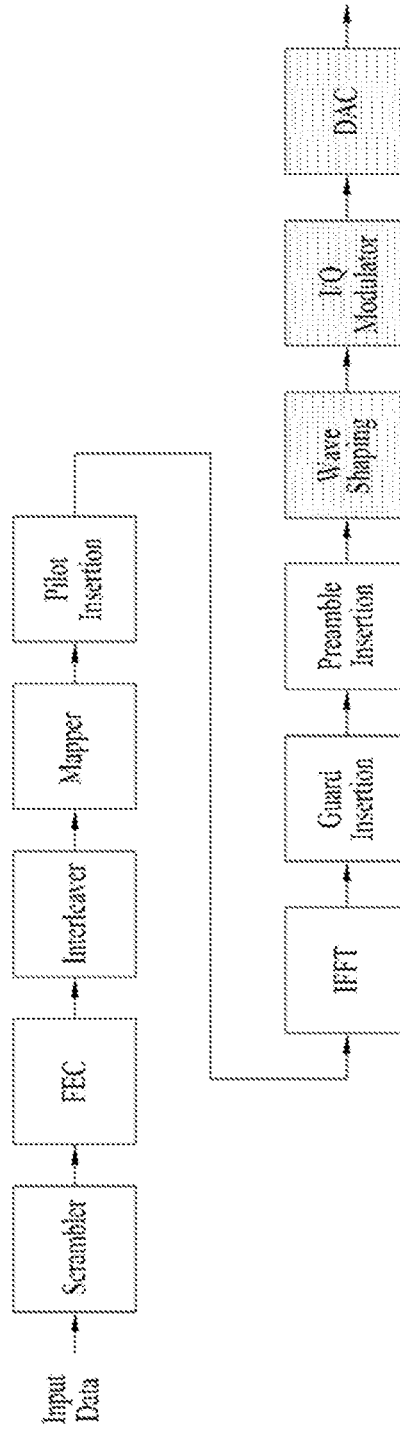 Input
Data
Scrambler
FEC
Interleaver
Mapper
Pilot
Insertion
IFFT
Guard
Insertion
Preamble
Insertion
Wave
Shaping
I/Q
Modulator
DAC